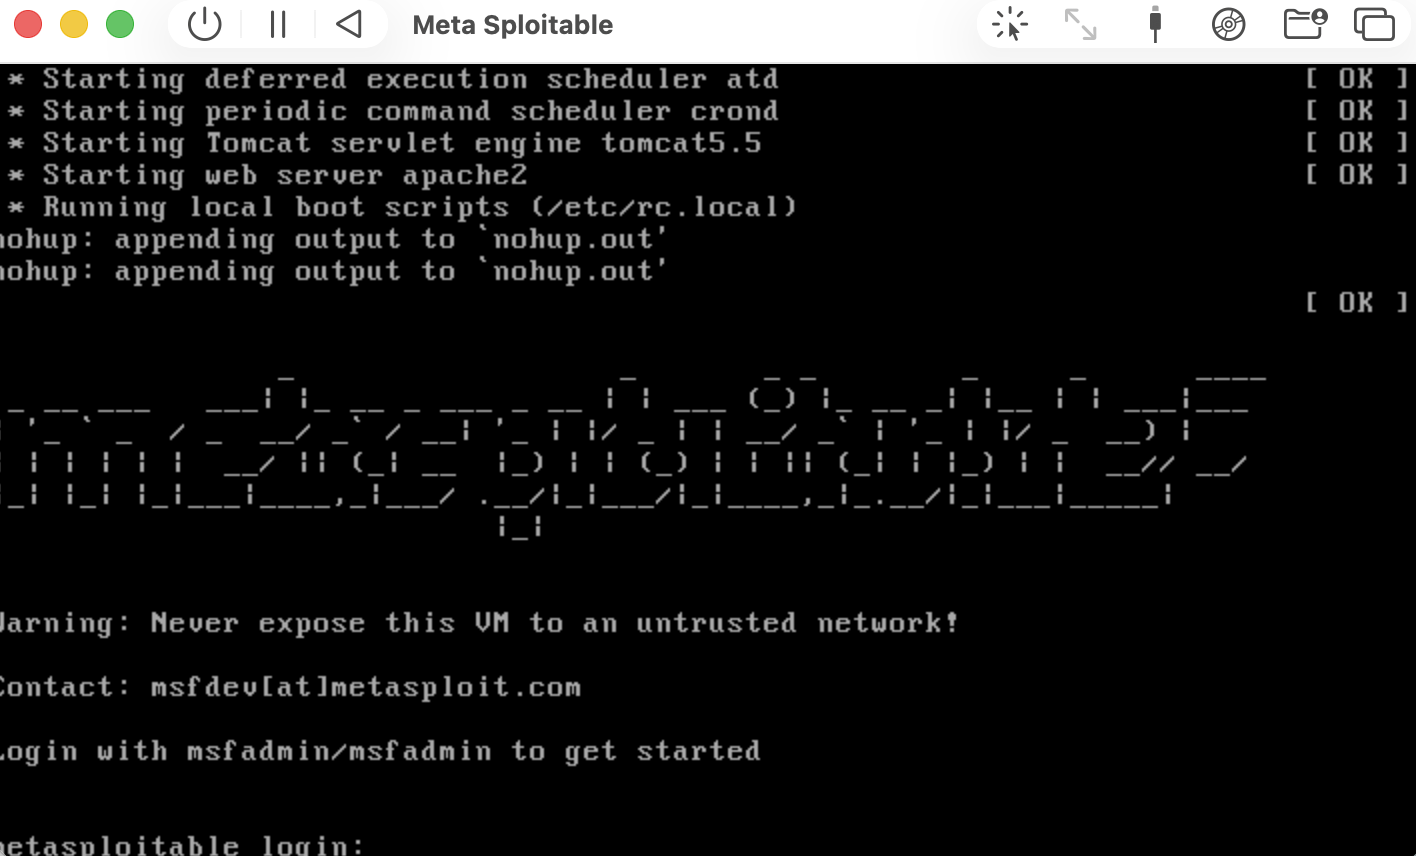 Meta Sploitable
* Starting deferred execution scheduler atd [ OK ]
* Starting periodic command scheduler crond [ OK ]
* Starting Tomcat servlet engine tomcat5.5 [ OK ]
* Starting web server apache2 [ OK ]
* Running local boot scripts (/etc/rc.local)
nohup: appending output to `nohup.out'
nohup: appending output to `nohup.out'
[ OK ]
metasploitable2
Warning: Never expose this VM to an untrusted network!
Contact: msfdev[at]metasploit.com
Login with msfadmin/msfadmin to get started
metasploitable login: